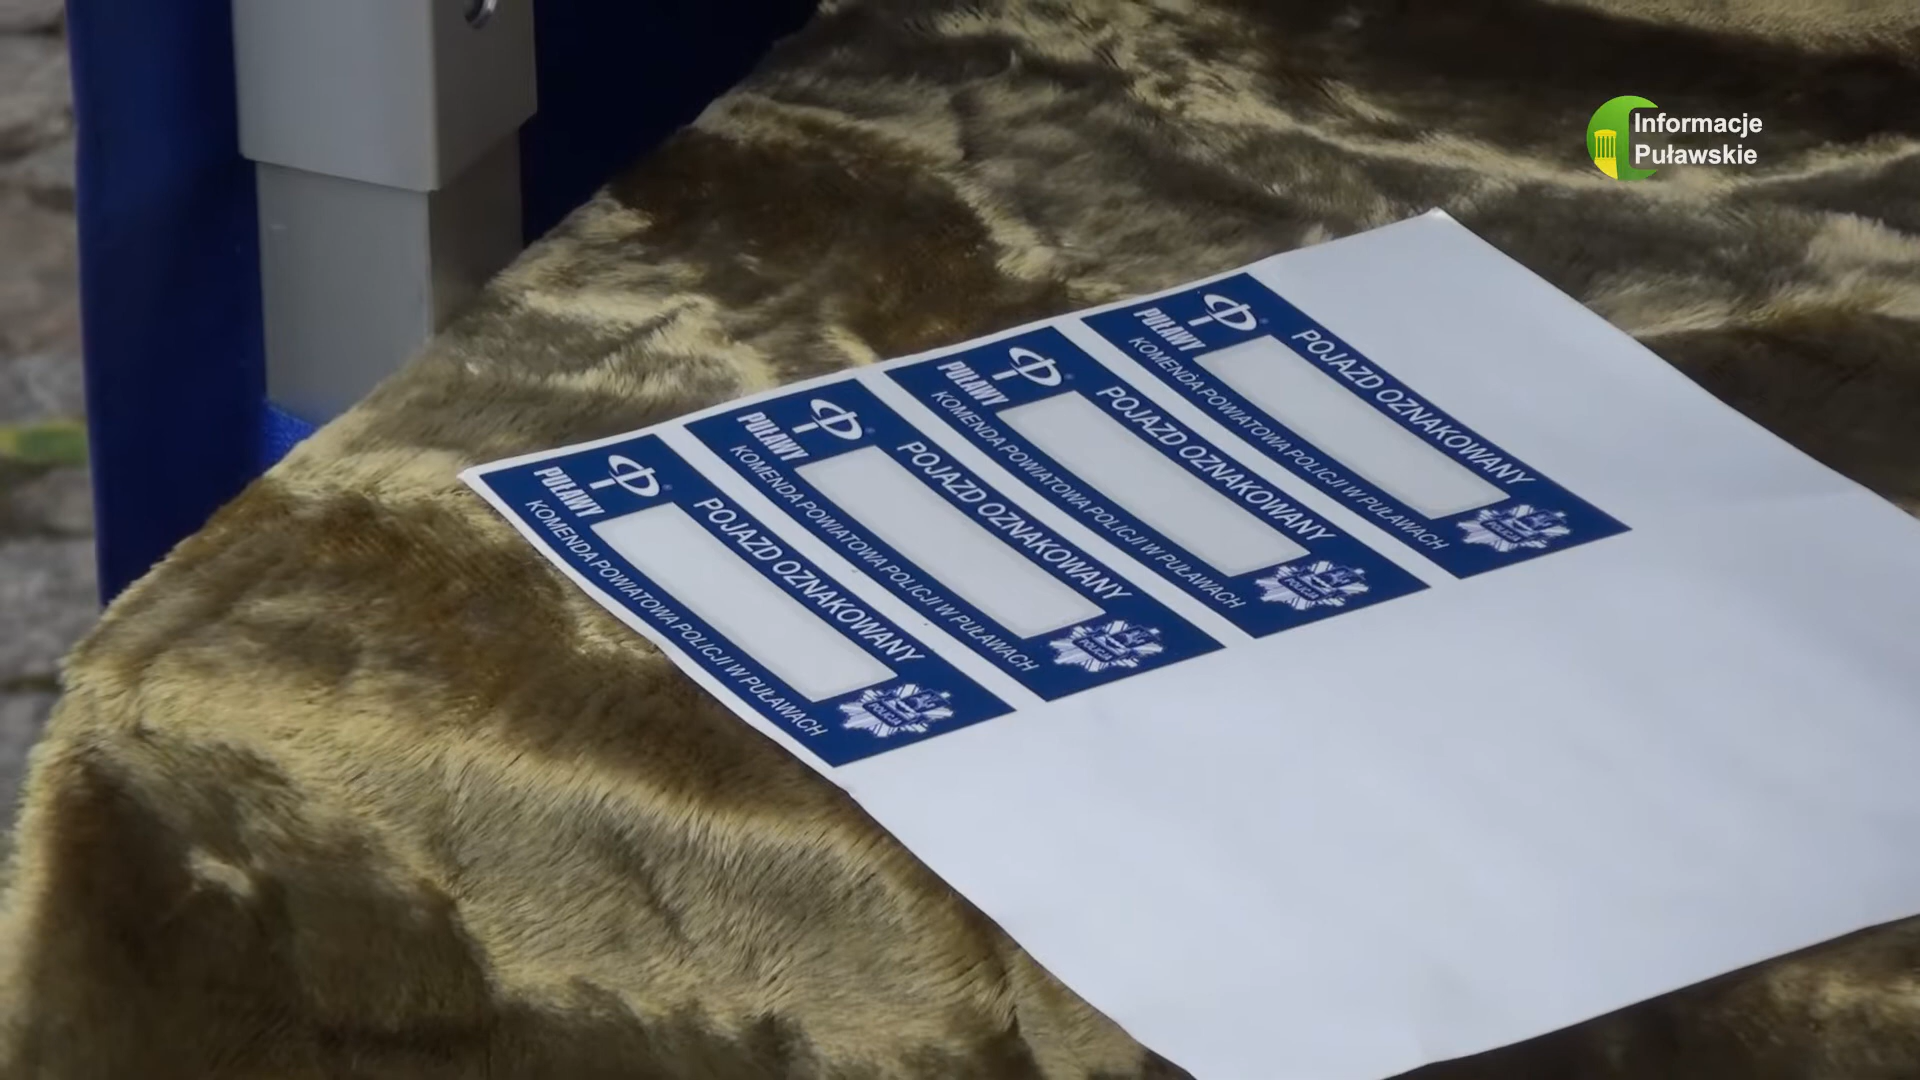 Informacje
Puławskie
PUŁAWY
POJAZD OZNAKOWANY
KOMENDA POWIATOWA POLICJI W PUŁAWACH
POLICJA
PUŁAWY
POJAZD OZNAKOWANY
KOMENDA POWIATOWA POLICJI W PUŁAWACH
POLICJA
PUŁAWY
POJAZD OZNAKOWANY
KOMENDA POWIATOWA POLICJI W PUŁAWACH
POLICJA
PUŁAWY
POJAZD OZNAKOWANY
KOMENDA POWIATOWA POLICJI W PUŁAWACH
POLICJA